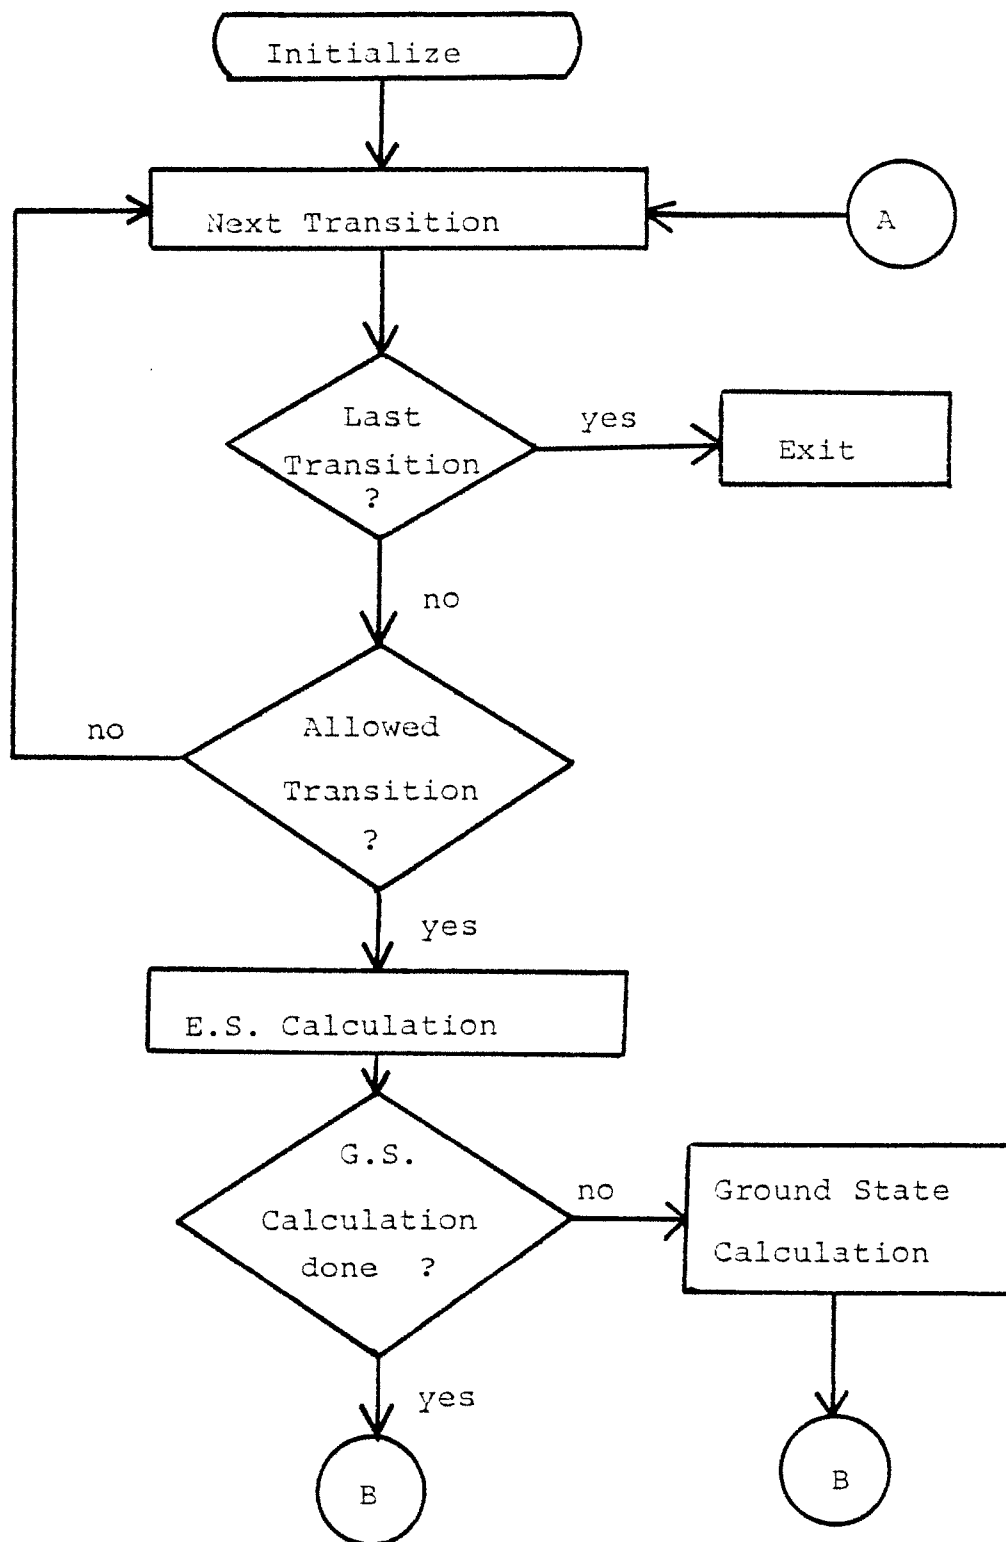 Initialize
Next Transition
A
Last
Transition
?
yes
Exit
no
Allowed
Transition
?
no
yes
E.S. Calculation
G.S.
Calculation
done ?
no
Ground State
Calculation
yes
B
B